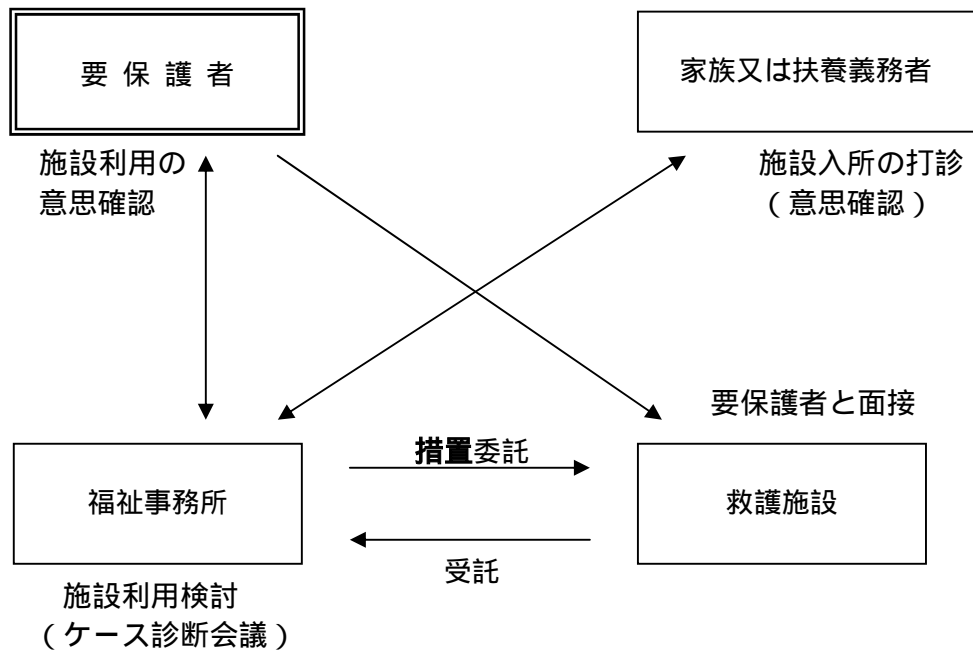 要 保 護 者
家族又は扶養義務者
施設利用の
意思確認
施設入所の打診
(意思確認)
要保護者と面接
措置委託
福祉事務所
救護施設
受託
施設利用検討
(ケース診断会議)